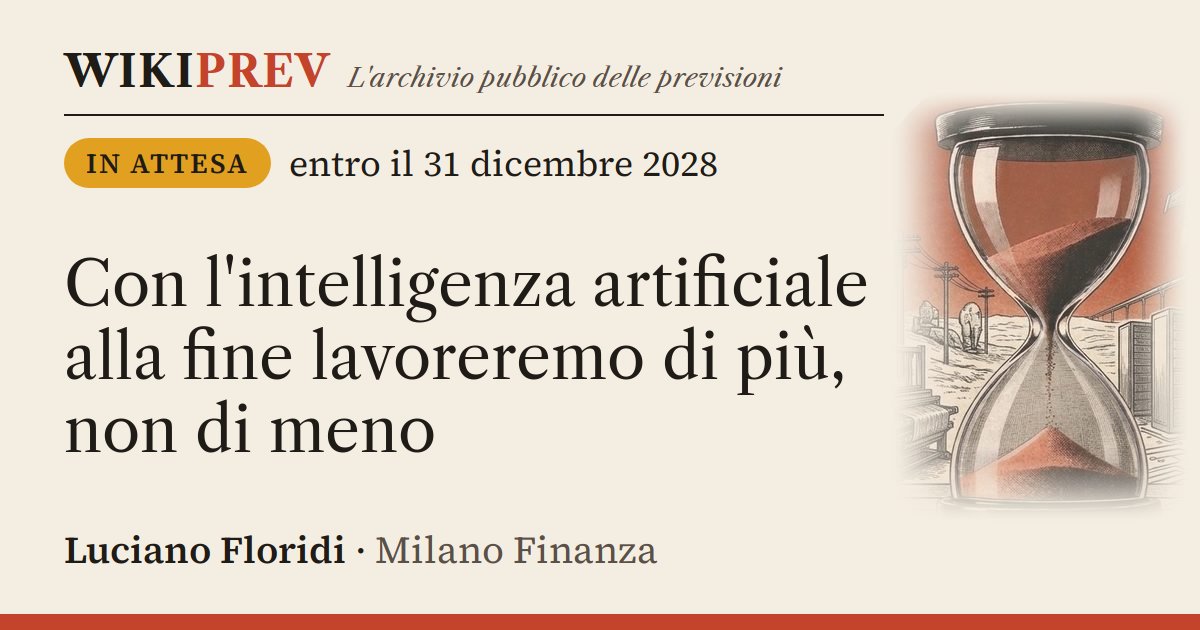 WIKIPREV L'archivio pubblico delle previsioni
IN ATTESA entro il 31 dicembre 2028
Con l'intelligenza artificiale
alla fine lavoreremo di più,
non di meno
Luciano Floridi · Milano Finanza